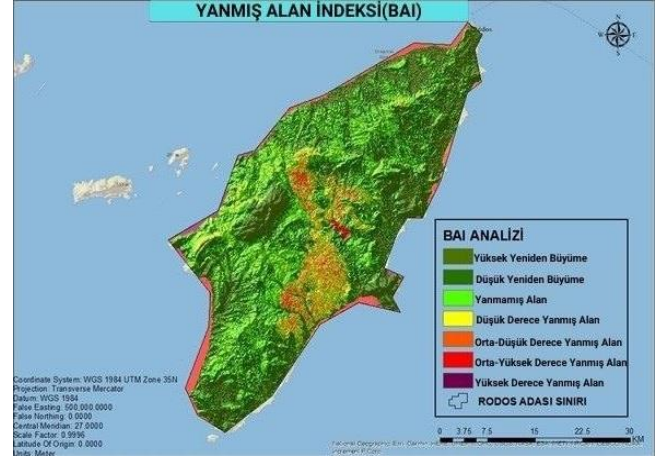 YANMIŞ ALAN İNDEKSİ(BAI)
N
BAI ANALİZİ
Yüksek Yeniden Büyüme
Düşük Yeniden Büyüme
Yanmamış Alan
Düşük Derece Yanmış Alan
Orta-Düşük Derece Yanmış Alan
Orta-Yüksek Derece Yanmış Alan
Yüksek Derece Yanmış Alan
RODOS ADASI SINIRI
Coordinate System: WGS 1984 UTM Zone 35N
Projection: Transverse Mercator
Datum: WGS 1984
False Easting: 500,000.0000
False Northing: 0.0000
Central Meridian: 27.0000
Scale Factor: 0.9996
Latitude Of Origin: 0.0000
Units: Meter
0 3.75 7.5 15 22.5 30
KM
National Geographic, Esri,